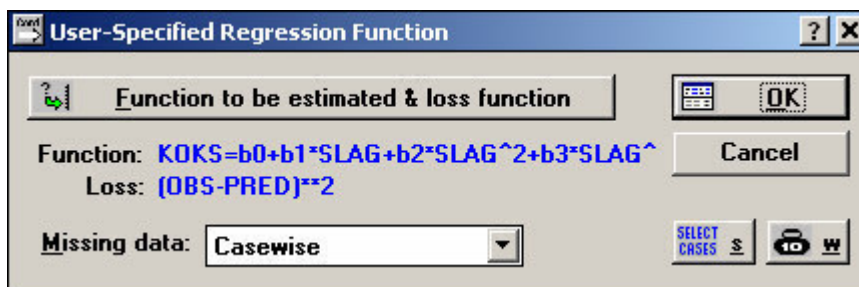 User-Specified Regression Function
? X
? Function to be estimated & loss function
OK
Function: KOKS=b0+b1*SLAG+b2*SLAG^2+b3*SLAG^
Cancel
Loss: (OBS-PRED)**2
Missing data: Casewise
SELECT CASES S
10 w